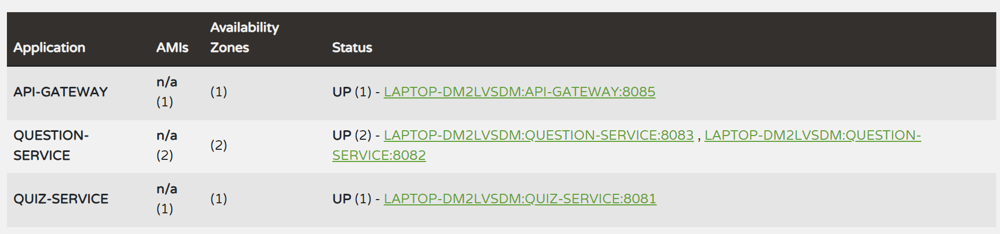 Application AMIs Availability Zones Status
API-GATEWAY n/a (1) (1) UP (1) - LAPTOP-DM2LVSDM:API-GATEWAY:8085
QUESTION-SERVICE n/a (2) (2) UP (2) - LAPTOP-DM2LVSDM:QUESTION-SERVICE:8083 , LAPTOP-DM2LVSDM:QUESTION-SERVICE:8082
QUIZ-SERVICE n/a (1) (1) UP (1) - LAPTOP-DM2LVSDM:QUIZ-SERVICE:8081